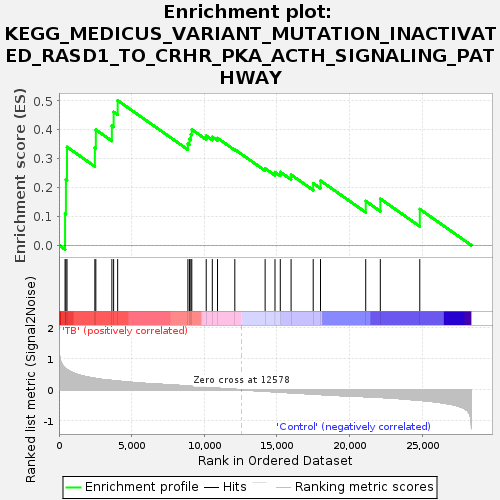 Enrichment plot:
KEGG_MEDICUS_VARIANT_MUTATION_INACTIVAT
ED_RASD1_TO_CRHR_PKA_ACTH_SIGNALING_PAT
HWAY
Enrichment score (ES)
0.5
0.4
0.3
0.2
0.1
0.0
'TB' (positively correlated)
Ranked list metric (Signal2Noise)
2
1
0
-1
Zero cross at 12578
'Control' (negatively correlated)
0
5,000
10,000
15,000
20,000
25,000
Rank in Ordered Dataset
Enrichment profile
Hits
Ranking metric scores